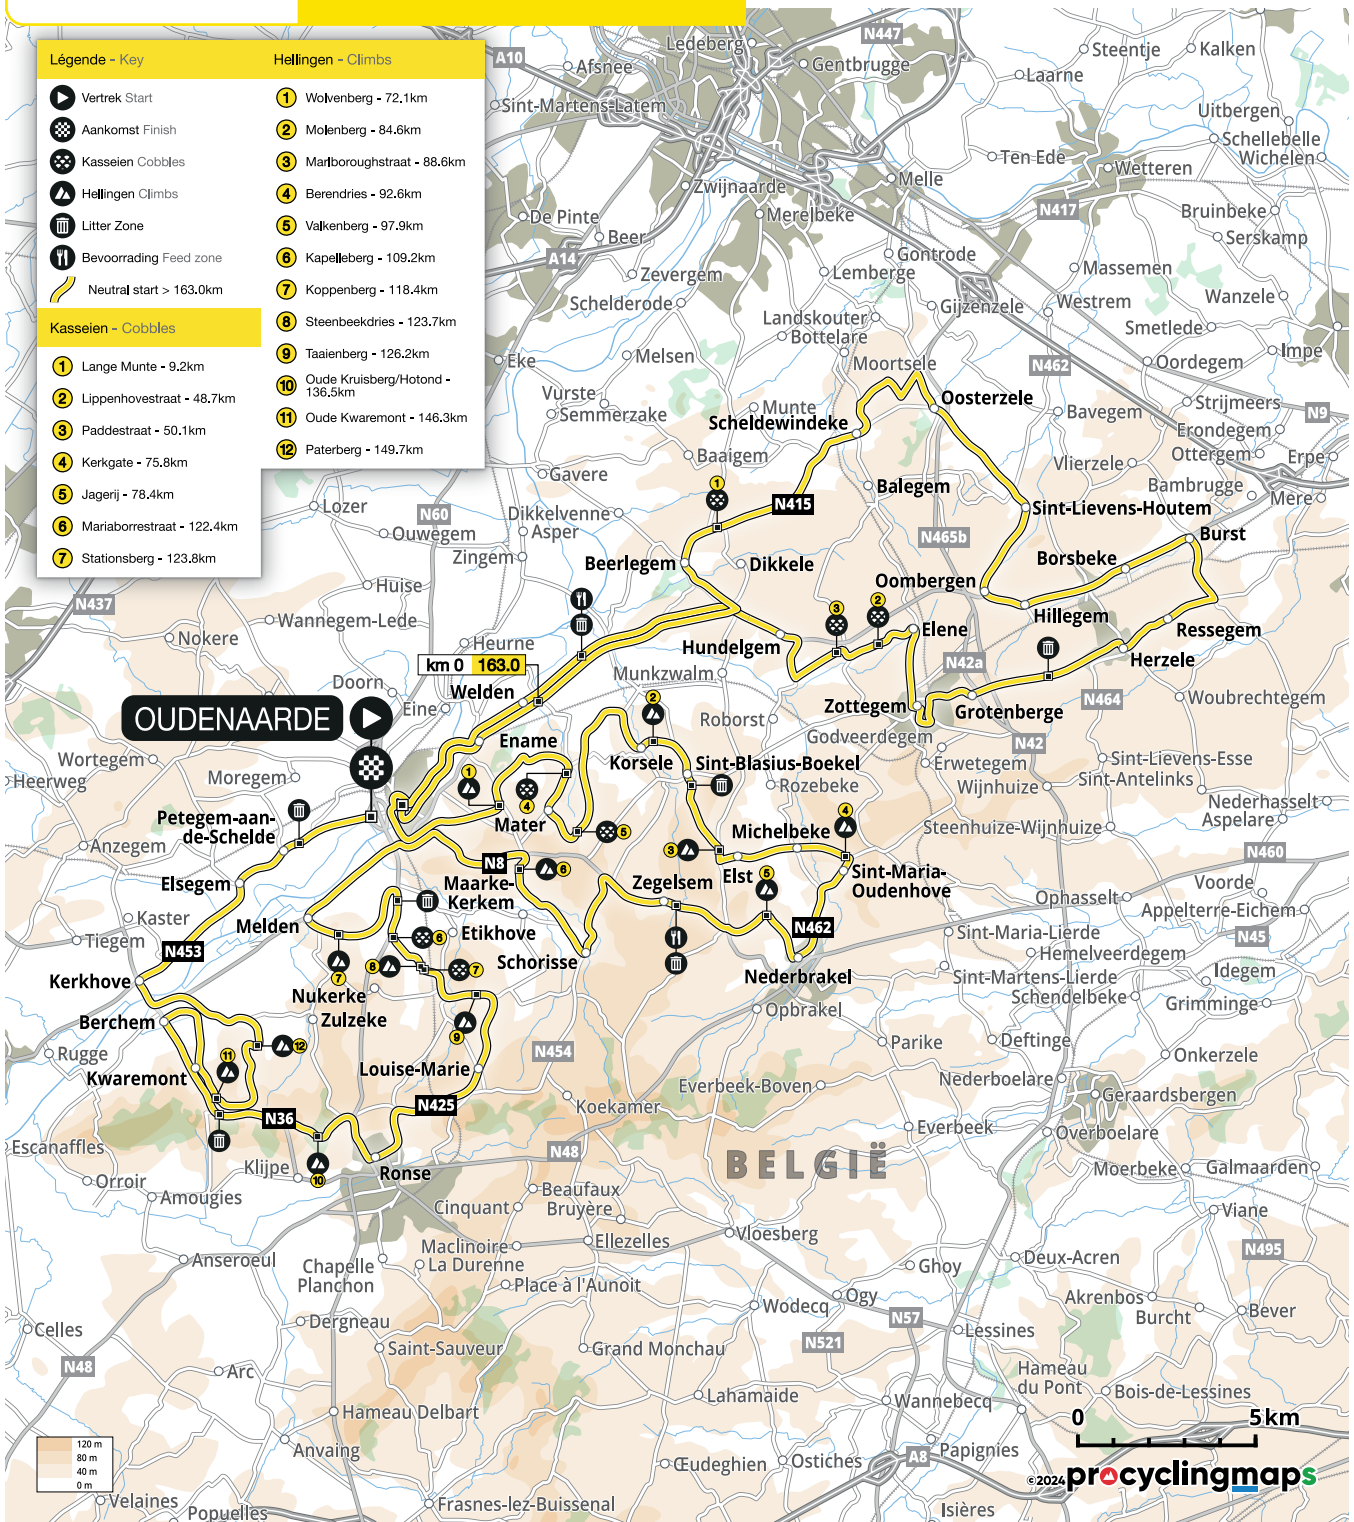 Légende - Key
Vertrek Start
Aankomst Finish
Kasseien Cobbles
Hellingen Climbs
Litter Zone
Bevoorrading Feed zone
Neutral start > 163.0km
Kasseien - Cobbles
1 Lange Munte - 9.2km
2 Lippenhovestraat - 48.7km
3 Paddestraat - 50.1km
4 Kerkgate - 75.8km
5 Jagerij - 78.4km
6 Mariaborrestraat - 122.4km
7 Stationsberg - 123.8km
Hellingen - Climbs
1 Wolvenberg - 72.1km
2 Molenberg - 84.6km
3 Marlboroughstraat - 88.6km
4 Berendries - 92.6km
5 Valkenberg - 97.9km
6 Kapelleberg - 109.2km
7 Koppenberg - 118.4km
8 Steenbeekdries - 123.7km
9 Taaienberg - 126.2km
10 Oude Kruisberg/Hotond -
136.5km
11 Oude Kwaremont - 146.3km
12 Paterberg - 149.7km
Ledeberg
N447
Steentje
Kalken
A10
Afsnee
Gentbrugge
Laarne
Sint-Martens-Latem
Uitbergen
Schellebelle
Wichelen
Ten Ede
Wetteren
Zwijnaarde
Melle
De Pinte
Merelbeke
N417
Bruinbeke
Serskamp
Beer
A14
Gontrode
Zevergem
Lemberge
Massemen
Schelderode
Gijzenzele
Westrem
Wanzele
Landskouter
Bottelare
Smetlede
Eke
Melsen
Moortsele
N462
Oordegem
Impe
Vurste
Semmerzake
Munte
Oosterzele
Bavegem
Strijmeers
N9
Scheldewindeke
Erondegem
Ottergem
Erpe
Baaigem
Vlierzele
Gavere
1
Balegem
Bambrugge
Mere
Lozer
N60
Dikkelvenne
N415
Sint-Lievens-Houtem
Ouwegem
Asper
N465b
Burst
Zingem
Beerlegem
Dikkele
Borsbeke
Oombergen
Huise
N437
Wannegem-Lede
3
2
Hillegem
Ressegem
Nokere
Heurne
Hundelgem
Elene
km 0 163.0
Munkzwalm
N42a
Herzele
Doorn
Welden
2
Woubrechtegem
OUDENAARDE
Eine
Roborst
Zottegem
Grotenberge
N464
Ename
Godveerdegem
N42
Wortegem
Korsele
Sint-Blasius-Boekel
Erwetegem
Sint-Lievens-Esse
Heerweg
Moregem
1
Rozebeke
Wijnhuize
Sint-Antelinks
4
4
Nederhasselt
Petegem-aan-
de-Schelde
Mater
5
Michelbeke
Steenhuize-Wijnhuize
Aspelare
Anzegem
3
N8
6
N460
Elsegem
Maarke-
Kerkem
Zegelsem
Elst
5
Sint-Maria-
Oudenhove
Voorde
Ophasselt
Kaster
Melden
Appelterre-Eichem
Tiegem
Etikhove
6
N462
Sint-Maria-Lierde
N45
N453
Hemelveerdegem
Kerkhove
7
8
7
Schorisse
Nederbrakel
Sint-Martens-Lierde
Idegem
Nukerke
Schendelbeke
Grimminge
Berchem
Zulzeke
Opbrakel
9
Rugge
11
12
Parike
Deftinge
Onkerzele
N454
Kwaremont
Louise-Marie
Everbeek-Boven
Nederboelare
Geraardsbergen
N36
N425
Koekamer
Everbeek
Overboelare
Escanaffles
BELGIË
N48
Klijpe
10
Ronse
Moerbeke
Galmaarden
Orroir
Amougies
Beaufaux
Cinquant
Bruyère
Viane
Maclinoire
Ellezelles
Vloesberg
N495
Anseroeul
Chapelle
Planchon
La Durenne
Ghoy
Deux-Acren
Place à l'Aunoit
Wodecq
Ogy
Akrenbos
Burcht
Bever
Dergneau
N57
Celles
Saint-Sauveur
Grand Monchau
N521
Lessines
N48
Arc
Hameau
du Pont
Lahamaide
Bois-de-Lessines
Hameau Delbart
Wannebecq
0 5km
Anvaing
Papignies
120 m
80 m
40 m
0 m
Œudeghien
Ostiches
A8
©2024 procyclingmaps
Velaines
Popuelles
Frasnes-lez-Buissenal
Isières